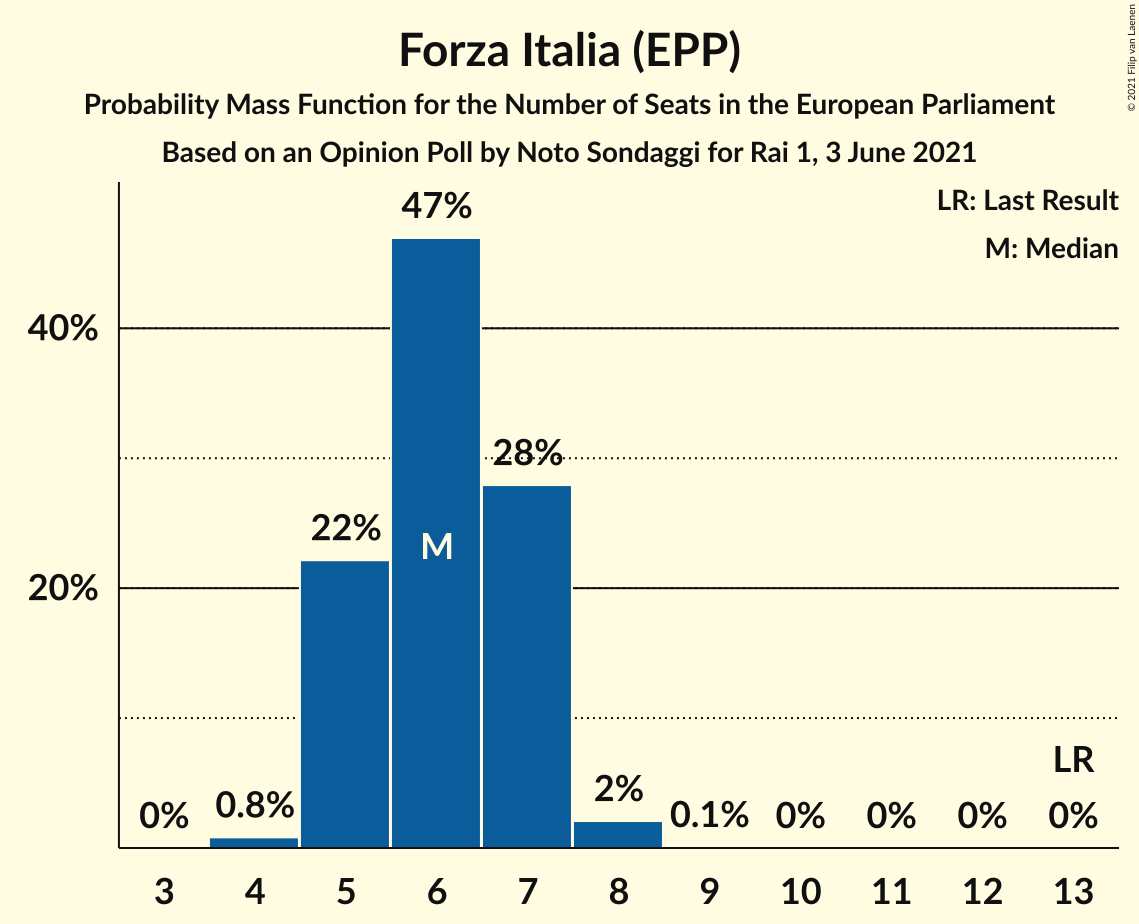 Forza Italia (EPP)
Probability Mass Function for the Number of Seats in the European Parliament
Based on an Opinion Poll by Noto Sondaggi for Rai 1, 3 June 2021
© 2021 Filip van Laenen
LR: Last Result
M: Median
47%
40%
28%
22%
M
20%
LR
0%
0.8%
2%
0.1%
0%
0%
0%
0%
3 4 5 6 7 8 9 10 11 12 13